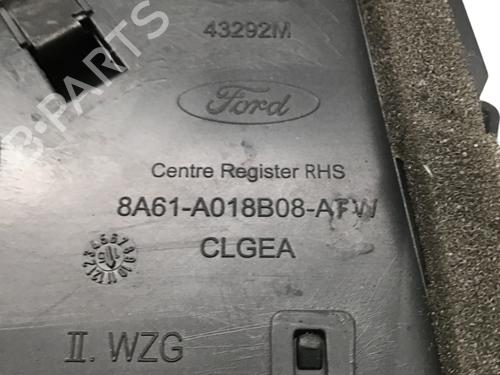 43292M
Ford
Centre Register RHS
8A61-A018B08-AFW
CLGEA
II. WZG
B-PARTS